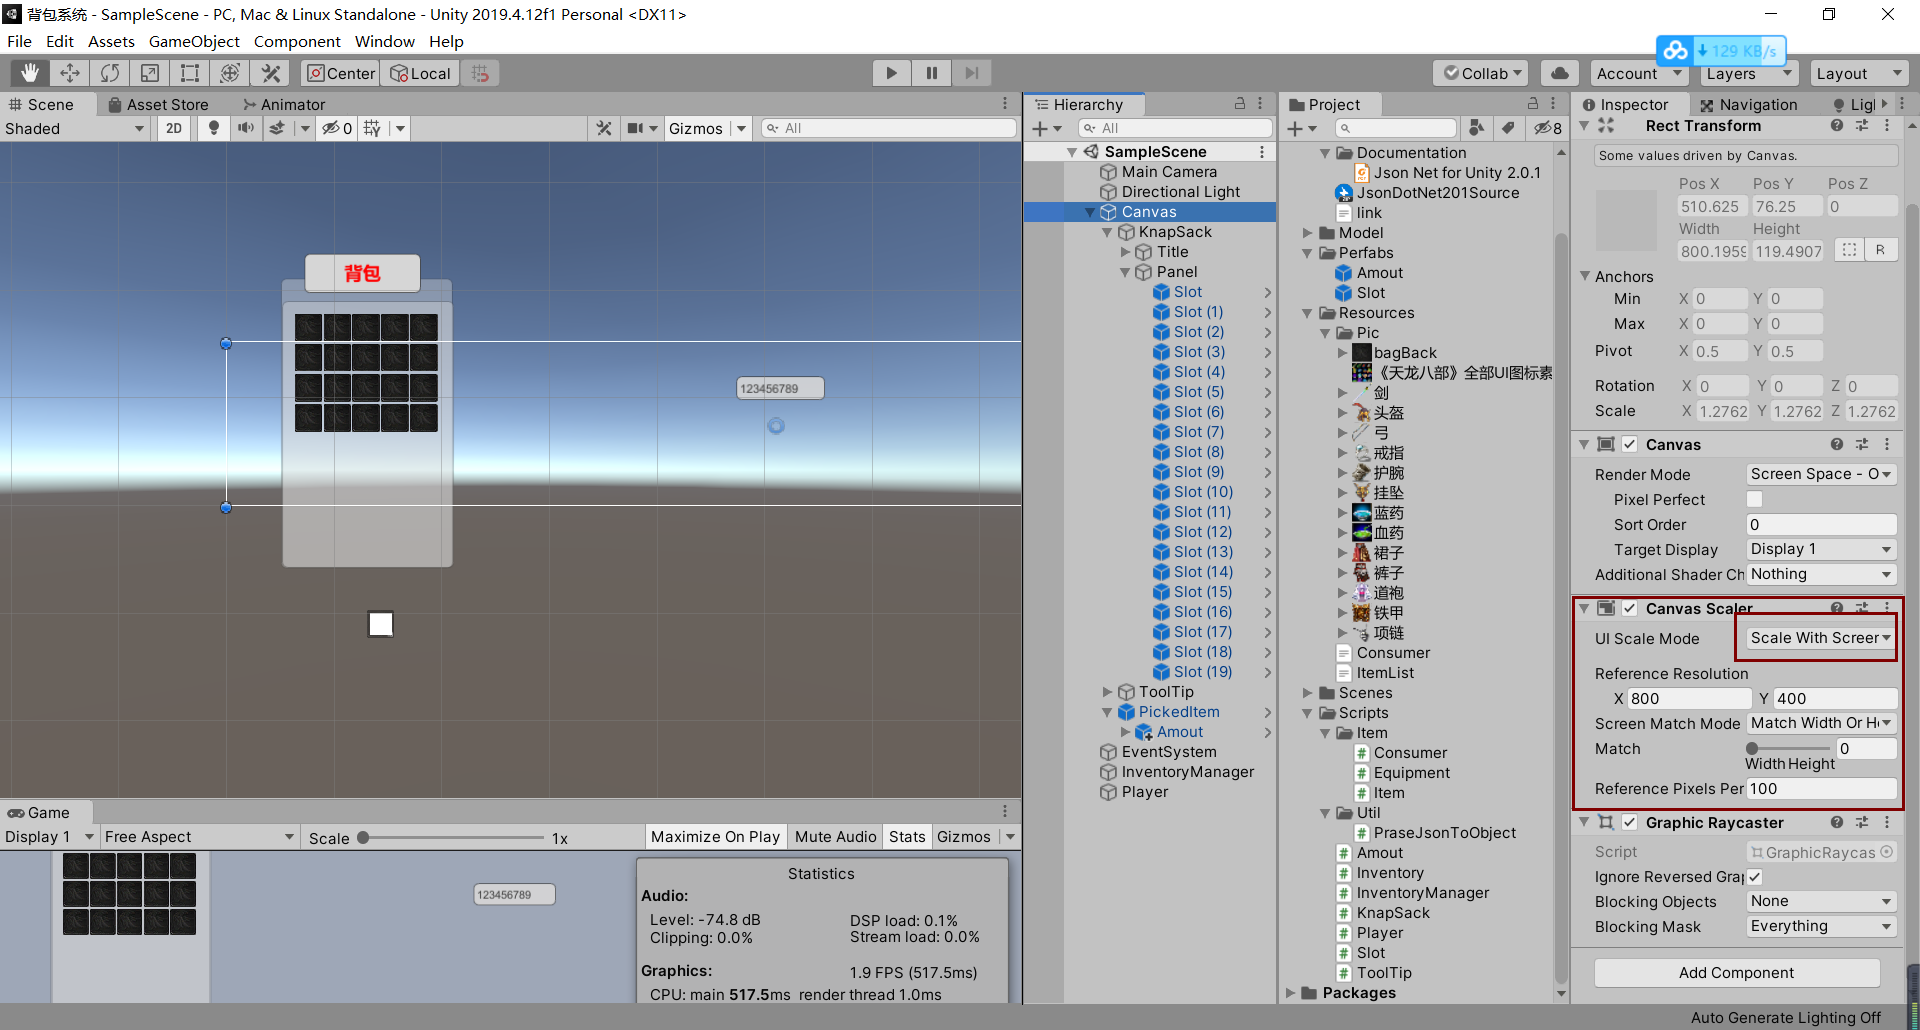 背包系统 - SampleScene - PC, Mac & Linux Standalone - Unity 2019.4.12f1 Personal <DX11>
File Edit Assets GameObject Component Window Help
129 KB/s
Center Local Collab Account Layers Layout
Scene Asset Store Animator
Shaded 2D 0 Gizmos All
背包
123456789
Game
Display 1 Free Aspect Scale 1x Maximize On Play Mute Audio Stats Gizmos
123456789
Statistics
Audio:
Level: -74.8 dB DSP load: 0.1%
Clipping: 0.0% Stream load: 0.0%
Graphics: 1.9 FPS (517.5ms)
CPU: main 517.5ms render thread 1.0ms
Hierarchy
All
SampleScene
Main Camera
Directional Light
Canvas
KnapSack
Title
Panel
Slot
Slot (1)
Slot (2)
Slot (3)
Slot (4)
Slot (5)
Slot (6)
Slot (7)
Slot (8)
Slot (9)
Slot (10)
Slot (11)
Slot (12)
Slot (13)
Slot (14)
Slot (15)
Slot (16)
Slot (17)
Slot (18)
Slot (19)
ToolTip
PickedItem
Amout
EventSystem
InventoryManager
Player
Project
8
Documentation
Json Net for Unity 2.0.1
JsonDotNet201Source
link
Model
Perfabs
Amout
Slot
Resources
Pic
bagBack
《天龙八部》全部UI图标素
剑
头盔
弓
戒指
护腕
挂坠
蓝药
血药
裙子
裤子
道袍
铁甲
项链
Consumer
ItemList
Scenes
Scripts
Item
Consumer
Equipment
Item
Util
PraseJsonToObject
Amout
Inventory
InventoryManager
KnapSack
Player
Slot
ToolTip
Packages
Inspector Navigation Ligl
Rect Transform
Some values driven by Canvas.
Pos X Pos Y Pos Z
510.625 76.25 0
Width Height
800.1959 119.4907 R
Anchors
Min X 0 Y 0
Max X 0 Y 0
Pivot X 0.5 Y 0.5
Rotation X 0 Y 0 Z 0
Scale X 1.2762 Y 1.2762 Z 1.2762
Canvas
Render Mode Screen Space - O
Pixel Perfect
Sort Order 0
Target Display Display 1
Additional Shader Ch Nothing
Canvas Scaler
UI Scale Mode Scale With Screer
Reference Resolution
X 800 Y 400
Screen Match Mode Match Width Or H
Match 0
Width Height
Reference Pixels Per 100
Graphic Raycaster
Script GraphicRaycas
Ignore Reversed Gra
Blocking Objects None
Blocking Mask Everything
Add Component
Auto Generate Lighting Off